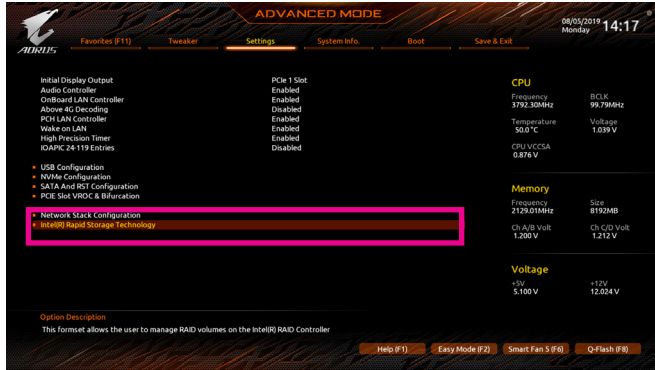 ADVANCED MODE
08/05/2019 Monday 14:17
AORUS
Favorites (F11) Tweaker Settings System Info. Boot Save & Exit
Initial Display Output PCIe 1 Slot
Audio Controller Enabled
OnBoard LAN Controller Enabled
Above 4G Decoding Disabled
PCH LAN Controller Enabled
Wake on LAN Enabled
High Precision Timer Enabled
IOAPIC 24-119 Entries Disabled
USB Configuration
NVMe Configuration
SATA And RST Configuration
PCIE Slot VROC & Bifurcation
Network Stack Configuration
Intel(R) Rapid Storage Technology
CPU
Frequency BCLK
3792.30MHz 99.79MHz
Temperature Voltage
50.0 °C 1.039 V
CPU VCCSA
0.876 V
Memory
Frequency Size
2129.01MHz 8192MB
Ch A/B Volt Ch C/D Volt
1.200 V 1.212 V
Voltage
+5V +12V
5.100 V 12.024 V
Option Description
This formset allows the user to manage RAID volumes on the Intel(R) RAID Controller
Help (F1) Easy Mode (F2) Smart Fan 5 (F6) Q-Flash (F8)